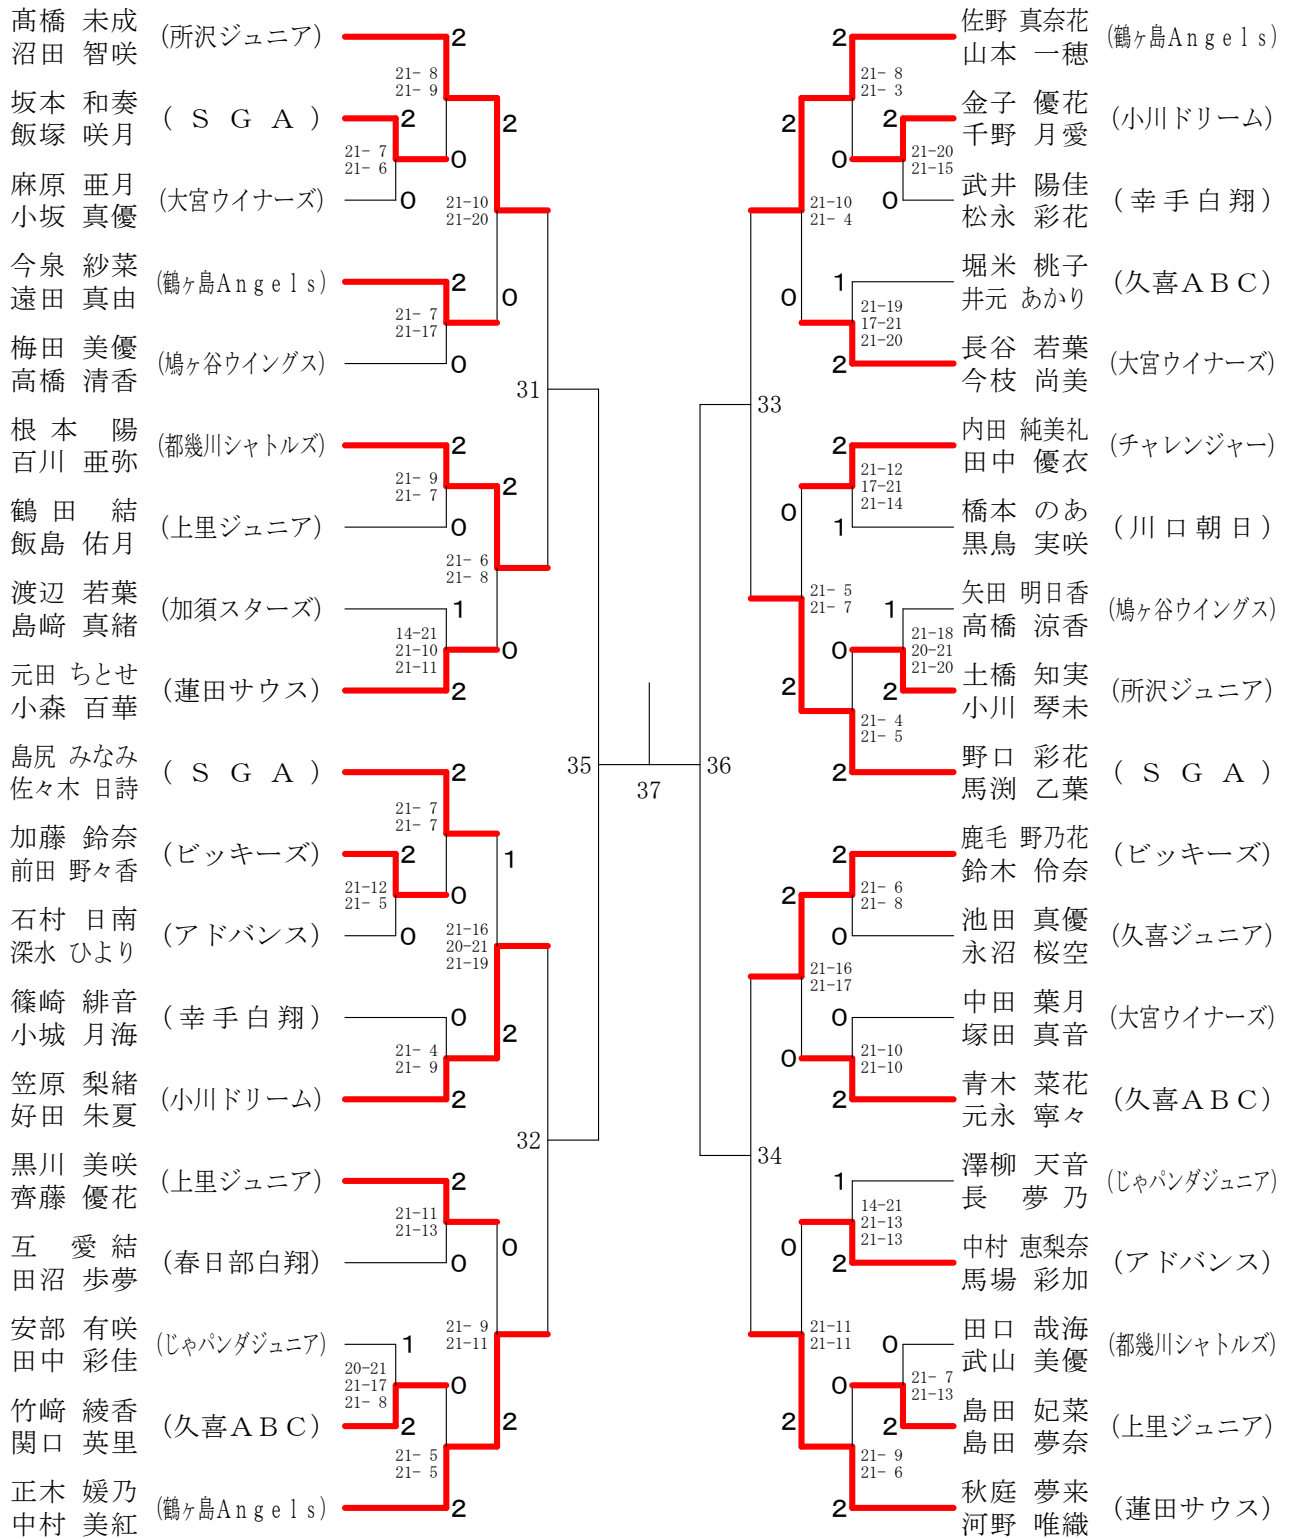 髙橋 未成
沼田 智咲
(所沢ジュニア)
2
21- 8
21- 9
坂本 和奏
飯塚 咲月
(ＳＧＡ)
2
2
21- 7
21- 6
0
麻原 亜月
小坂 真優
(大宮ウイナーズ)
0
21-10
21-20
今泉 紗菜
遠田 真由
(鶴ヶ島Angels)
2
0
21- 7
21-17
梅田 美優
高橋 清香
(鳩ヶ谷ウイングス)
0
31
根本 陽
百川 亜弥
(都幾川シャトルズ)
2
21- 9
21- 7
2
鶴田 結
飯島 佑月
(上里ジュニア)
0
21- 6
21- 8
渡辺 若葉
島﨑 真緒
(加須スターズ)
1
14-21
21-10
21-11
0
元田 ちとせ
小森 百華
(蓮田サウス)
2
島尻 みなみ
佐々木 日詩
(ＳＧＡ)
2
35
21- 7
21- 7
加藤 鈴奈
前田 野々香
(ビッキーズ)
2
1
21-12
21- 5
0
石村 日南
深水 ひより
(アドバンス)
0
21-16
20-21
21-19
篠崎 緋音
小城 月海
(幸手白翔)
0
2
21- 4
21- 9
笠原 梨緒
好田 朱夏
(小川ドリーム)
2
32
黒川 美咲
齊藤 優花
(上里ジュニア)
2
21-11
21-13
0
互 愛結
田沼 歩夢
(春日部白翔)
0
21- 9
21-11
安部 有咲
田中 彩佳
(じゃパンダジュニア)
1
20-21
21-17
21- 8
0
竹﨑 綾香
関口 英里
(久喜ＡＢＣ)
2
2
21- 5
21- 5
正木 媛乃
中村 美紅
(鶴ヶ島Angels)
2
37
佐野 真奈花
山本 一穂
(鶴ヶ島Angels)
2
21- 8
21- 3
金子 優花
千野 月愛
(小川ドリーム)
2
2
21-20
21-15
0
武井 陽佳
松永 彩花
(幸手白翔)
0
21-10
21- 4
堀米 桃子
井元 あかり
(久喜ＡＢＣ)
1
0
21-19
17-21
21-20
長谷 若葉
今枝 尚美
(大宮ウイナーズ)
2
33
内田 純美礼
田中 優衣
(チャレンジャー)
2
21-12
17-21
21-14
0
橋本 のあ
黒鳥 実咲
(川口朝日)
1
21- 5
21- 7
矢田 明日香
高橋 涼香
(鳩ヶ谷ウイングス)
1
21-18
20-21
21-20
0
土橋 知実
小川 琴未
(所沢ジュニア)
2
2
21- 4
21- 5
野口 彩花
馬渕 乙葉
(ＳＧＡ)
2
36
鹿毛 野乃花
鈴木 伶奈
(ビッキーズ)
2
2
21- 6
21- 8
池田 真優
永沼 桜空
(久喜ジュニア)
0
21-16
21-17
中田 葉月
塚田 真音
(大宮ウイナーズ)
0
0
21-10
21-10
青木 菜花
元永 寧々
(久喜ＡＢＣ)
2
34
澤柳 天音
長 夢乃
(じゃパンダジュニア)
1
14-21
21-13
21-13
0
中村 恵梨奈
馬場 彩加
(アドバンス)
2
21-11
21-11
田口 哉海
武山 美優
(都幾川シャトルズ)
0
21- 7
21-13
0
島田 妃菜
島田 夢奈
(上里ジュニア)
2
2
21- 9
21- 6
秋庭 夢来
河野 唯織
(蓮田サウス)
2